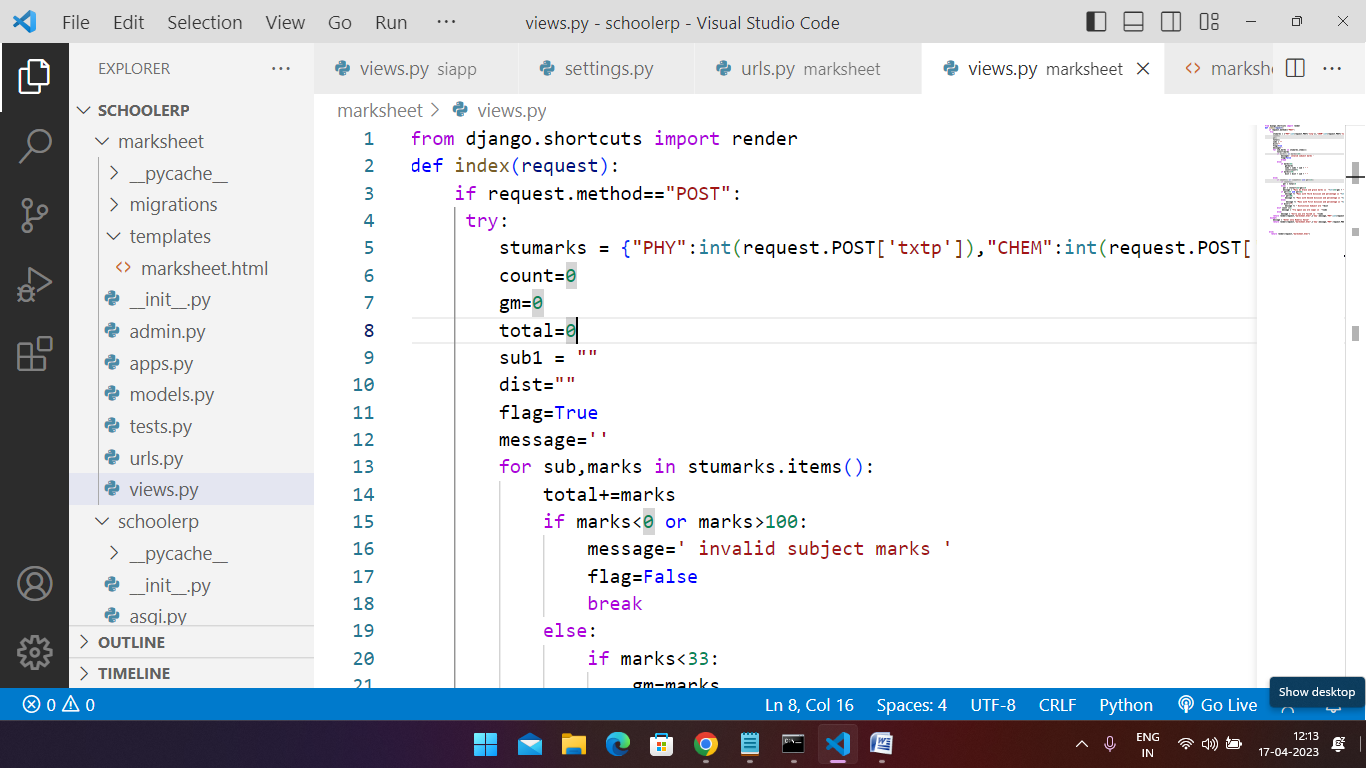 File Edit Selection View Go Run ··· views.py - schoolerp - Visual Studio Code
EXPLORER ···
views.py siapp settings.py urls.py marksheet views.py marksheet marksh ···
SCHOOLERP
marksheet
__pycache__
migrations
templates
marksheet.html
__init__.py
admin.py
apps.py
models.py
tests.py
urls.py
views.py
schoolerp
__pycache__
__init__.py
asgi.py
OUTLINE
TIMELINE
marksheet > views.py
1 from django.shortcuts import render
2 def index(request):
3 if request.method=="POST":
4 try:
5 stumarks = {"PHY":int(request.POST['txtp']),"CHEM":int(request.POST[
6 count=0
7 gm=0
8 total=0
9 sub1 = ""
10 dist=""
11 flag=True
12 message=''
13 for sub,marks in stumarks.items():
14 total+=marks
15 if marks<0 or marks>100:
16 message=' invalid subject marks '
17 flag=False
18 break
19 else:
20 if marks<33:
21 gm=marks
0 0 Ln 8, Col 16 Spaces: 4 UTF-8 CRLF Python Go Live
Show desktop
ENG
IN
12:13
17-04-2023